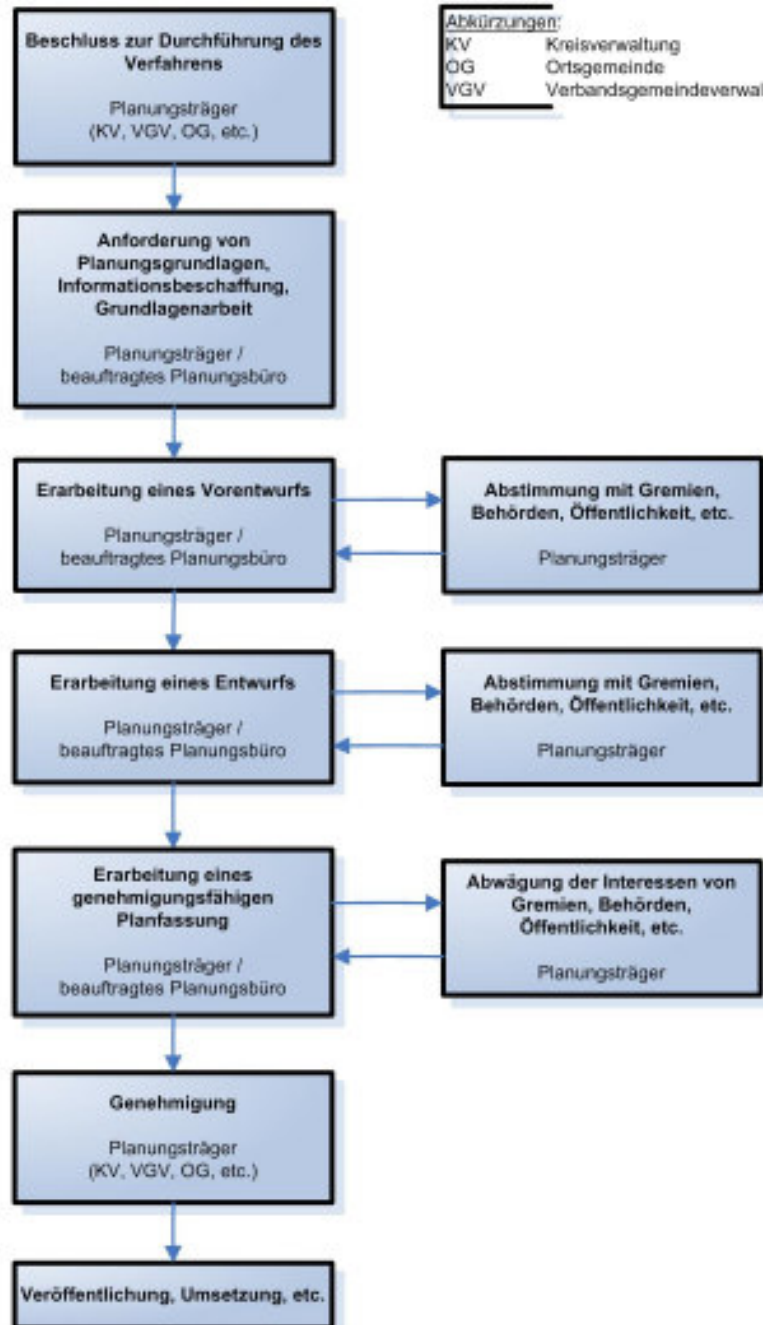 Beschluss zur Durchführung des
Verfahrens
Planungsträger
(KV, VGV, OG, etc.)
Abkürzungen:
KV Kreisverwaltung
OG Ortsgemeinde
VGV Verbandsgemeindeverwal
Anforderung von
Planungsgrundlagen,
Informationsbeschaffung,
Grundlagenarbeit
Planungsträger /
beauftragtes Planungsbüro
Erarbeitung eines Vorentwurfs
Planungsträger /
beauftragtes Planungsbüro
Abstimmung mit Gremien,
Behörden, Öffentlichkeit, etc.
Planungsträger
Erarbeitung eines Entwurfs
Planungsträger /
beauftragtes Planungsbüro
Abstimmung mit Gremien,
Behörden, Öffentlichkeit, etc.
Planungsträger
Erarbeitung eines
genehmigungsfähigen
Planfassung
Planungsträger /
beauftragtes Planungsbüro
Abwägung der Interessen von
Gremien, Behörden,
Öffentlichkeit, etc.
Planungsträger
Genehmigung
Planungsträger
(KV, VGV, OG, etc.)
Veröffentlichung, Umsetzung, etc.